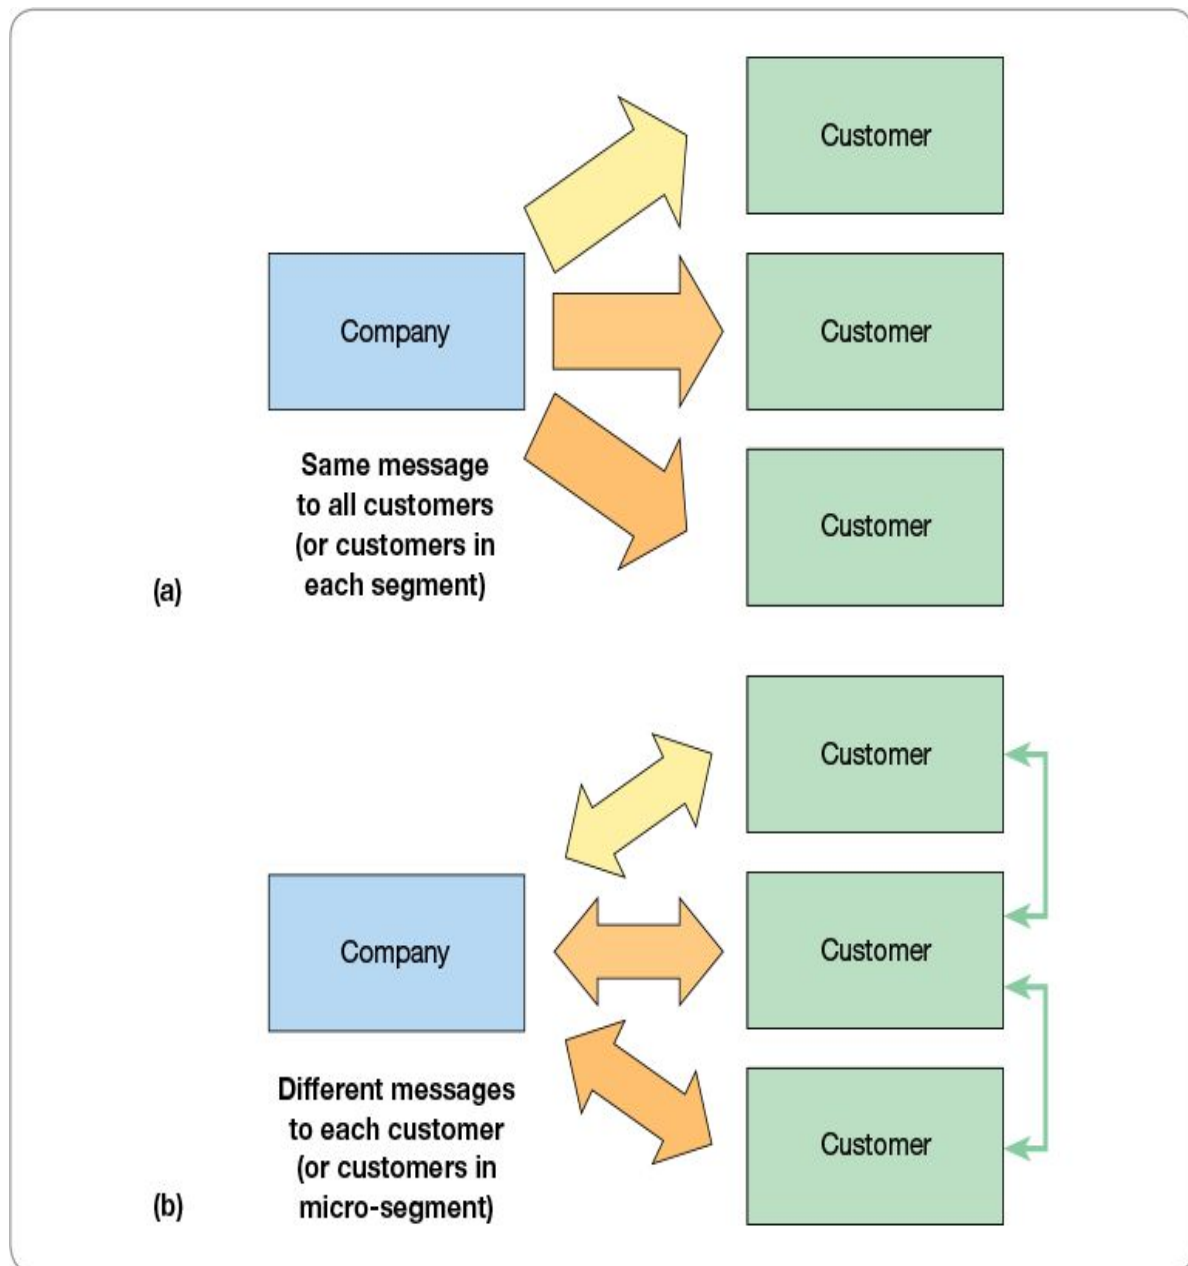 Customer
Company
Customer
Customer
Same message
to all customers
(or customers in
each segment)
(a)
Customer
Company
Customer
Customer
Different messages
to each customer
(or customers in
micro-segment)
(b)